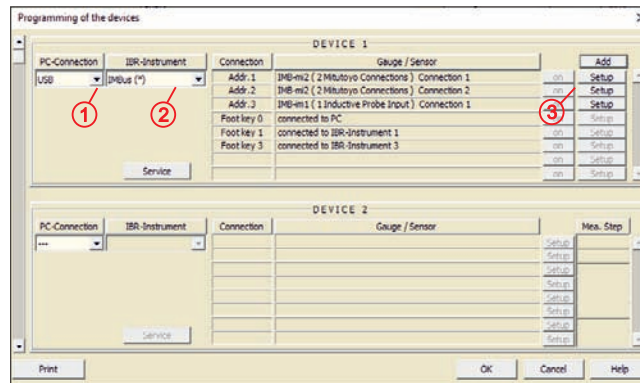 Programming of the devices
DEVICE 1
PC-Connection IBR-Instrument Connection Gauge / Sensor Add
USB IMBus (*) Addr.1 IMB-mi2 ( 2 Mitutoyo Connections ) Connection 1 on Setup
Addr.2 IMB-mi2 ( 2 Mitutoyo Connections ) Connection 2 on Setup
Addr.3 IMB-im1 ( 1 Inductive Probe Input ) Connection 1 on Setup
1 2 3
Foot key 0 connected to PC on Setup
Foot key 1 connected to IBR-Instrument 1 on Setup
Foot key 3 connected to IBR-Instrument 3 on Setup
Service on Setup
DEVICE 2
PC-Connection IBR-Instrument Connection Gauge / Sensor Mea. Step
--- Setup
Setup
Setup
Setup
Setup
Setup
Setup
Service Setup
Print OK Cancel Help